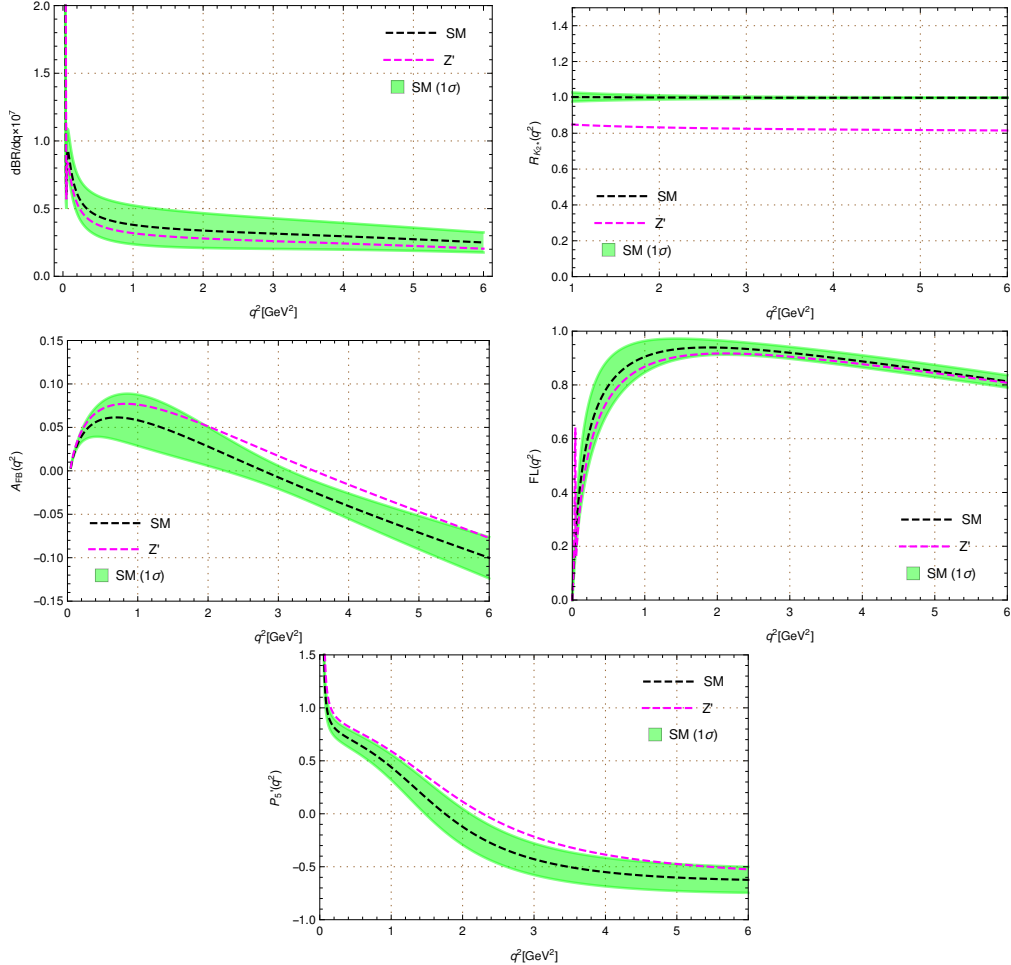 2.0
1.5
1.0
0.5
0.0
dBR/dq×10⁷
SM
Z'
SM (1σ)
0 1 2 3 4 5 6
q²[GeV²]
1.4
1.2
1.0
0.8
0.6
0.4
0.2
0.0
R_{K₂*}(q²)
SM
Z'
SM (1σ)
1 2 3 4 5 6
q²[GeV²]
0.15
0.10
0.05
0.00
−0.05
−0.10
−0.15
A_{FB}(q²)
SM
Z'
SM (1σ)
0 1 2 3 4 5 6
q²[GeV²]
1.0
0.8
0.6
0.4
0.2
0.0
FL(q²)
SM
Z'
SM (1σ)
0 1 2 3 4 5 6
q²[GeV²]
1.5
1.0
0.5
0.0
−0.5
−1.0
P₅'(q²)
SM
Z'
SM (1σ)
0 1 2 3 4 5 6
q²[GeV²]